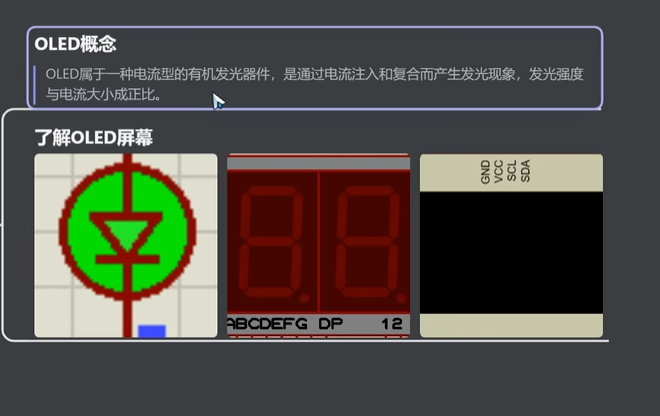 OLED概念
OLED属于一种电流型的有机发光器件，是通过电流注入和复合而产生发光现象，发光强度
与电流大小成正比。
了解OLED屏幕
GND
VCC
SCL
SDA
ABCDEFG DP 12